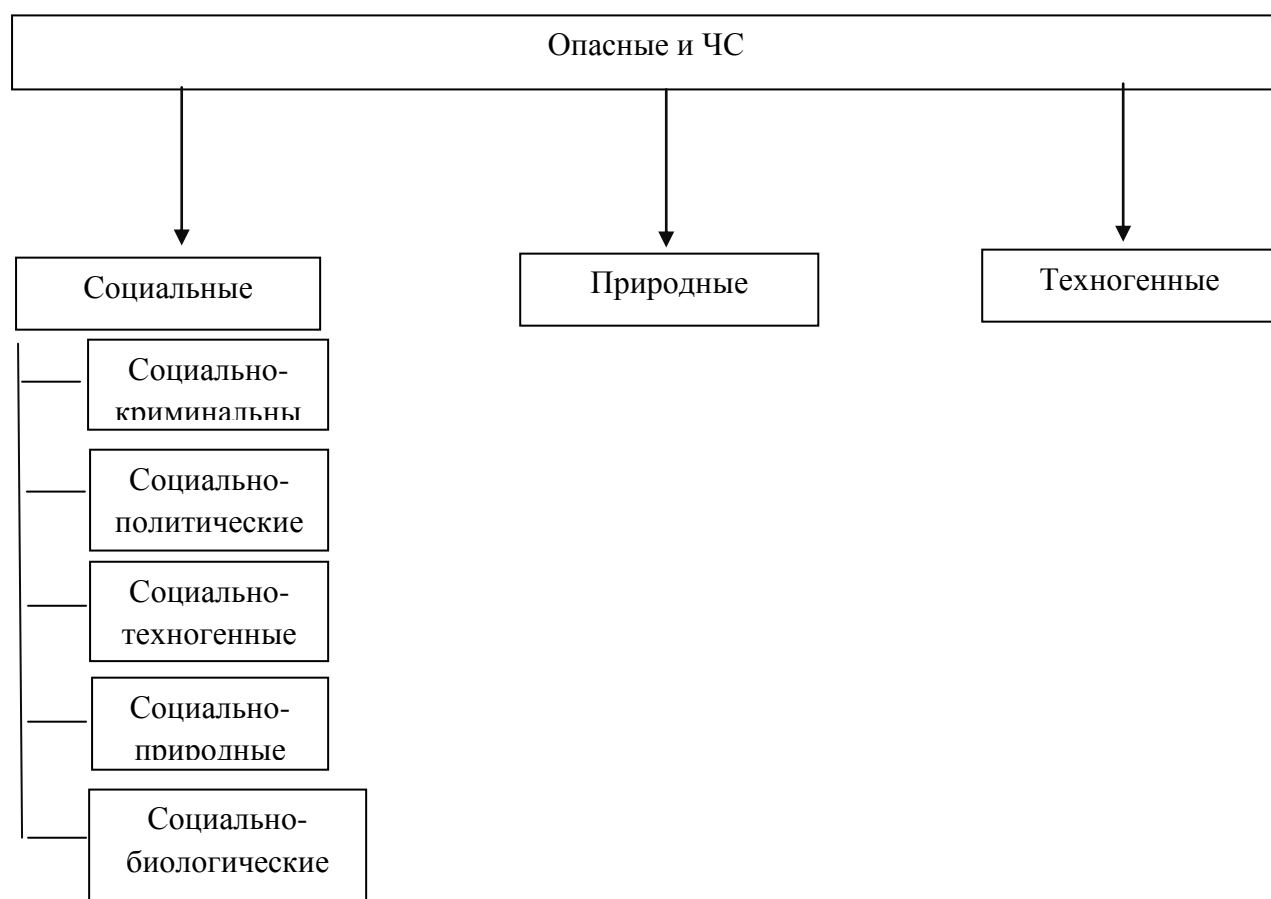 Опасные и ЧС
Социальные
Природные
Техногенные
Социально-
криминальны
Социально-
политические
Социально-
техногенные
Социально-
природные
Социально-
биологические